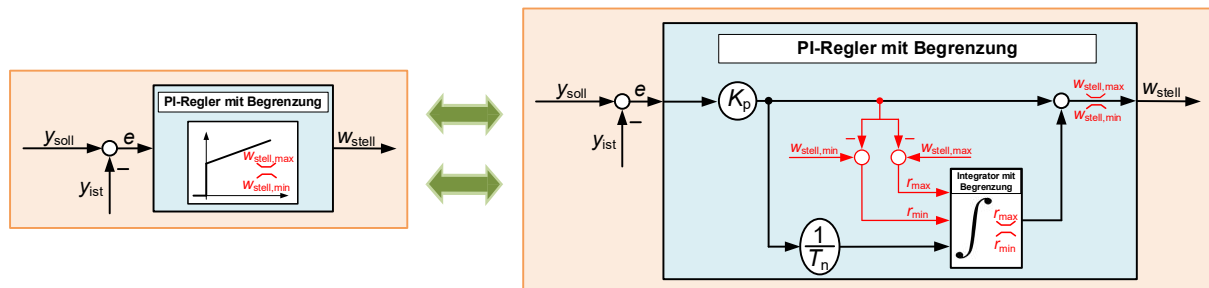 PI-Regler mit Begrenzung
y_soll
e
w_stell
y_ist
−
w_stell,max
w_stell,min
PI-Regler mit Begrenzung
y_soll
e
K_p
w_stell,max
w_stell
w_stell,min
−
y_ist
−
−
w_stell,min
w_stell,max
Integrator mit
Begrenzung
r_max
r_min
∫
r_max
r_min
1
T_n